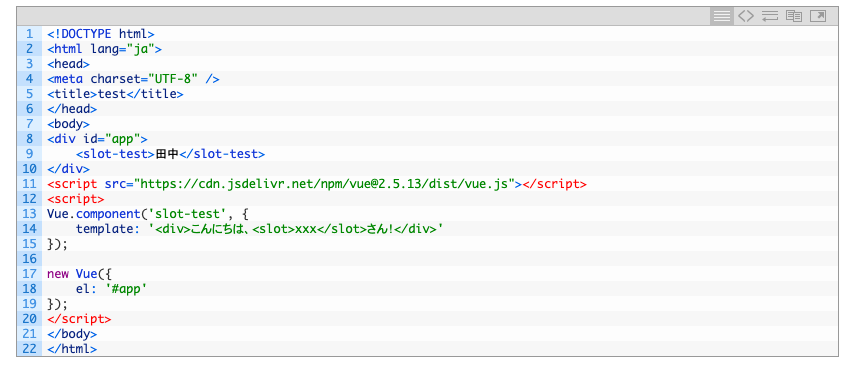 1 <!DOCTYPE html>
2 <html lang="ja">
3 <head>
4 <meta charset="UTF-8" />
5 <title>test</title>
6 </head>
7 <body>
8 <div id="app">
9     <slot-test>田中</slot-test>
10 </div>
11 <script src="https://cdn.jsdelivr.net/npm/vue@2.5.13/dist/vue.js"></script>
12 <script>
13 Vue.component('slot-test', {
14     template: '<div>こんにちは、<slot>xxx</slot>さん!</div>'
15 });
16
17 new Vue({
18     el: '#app'
19 });
20 </script>
21 </body>
22 </html>